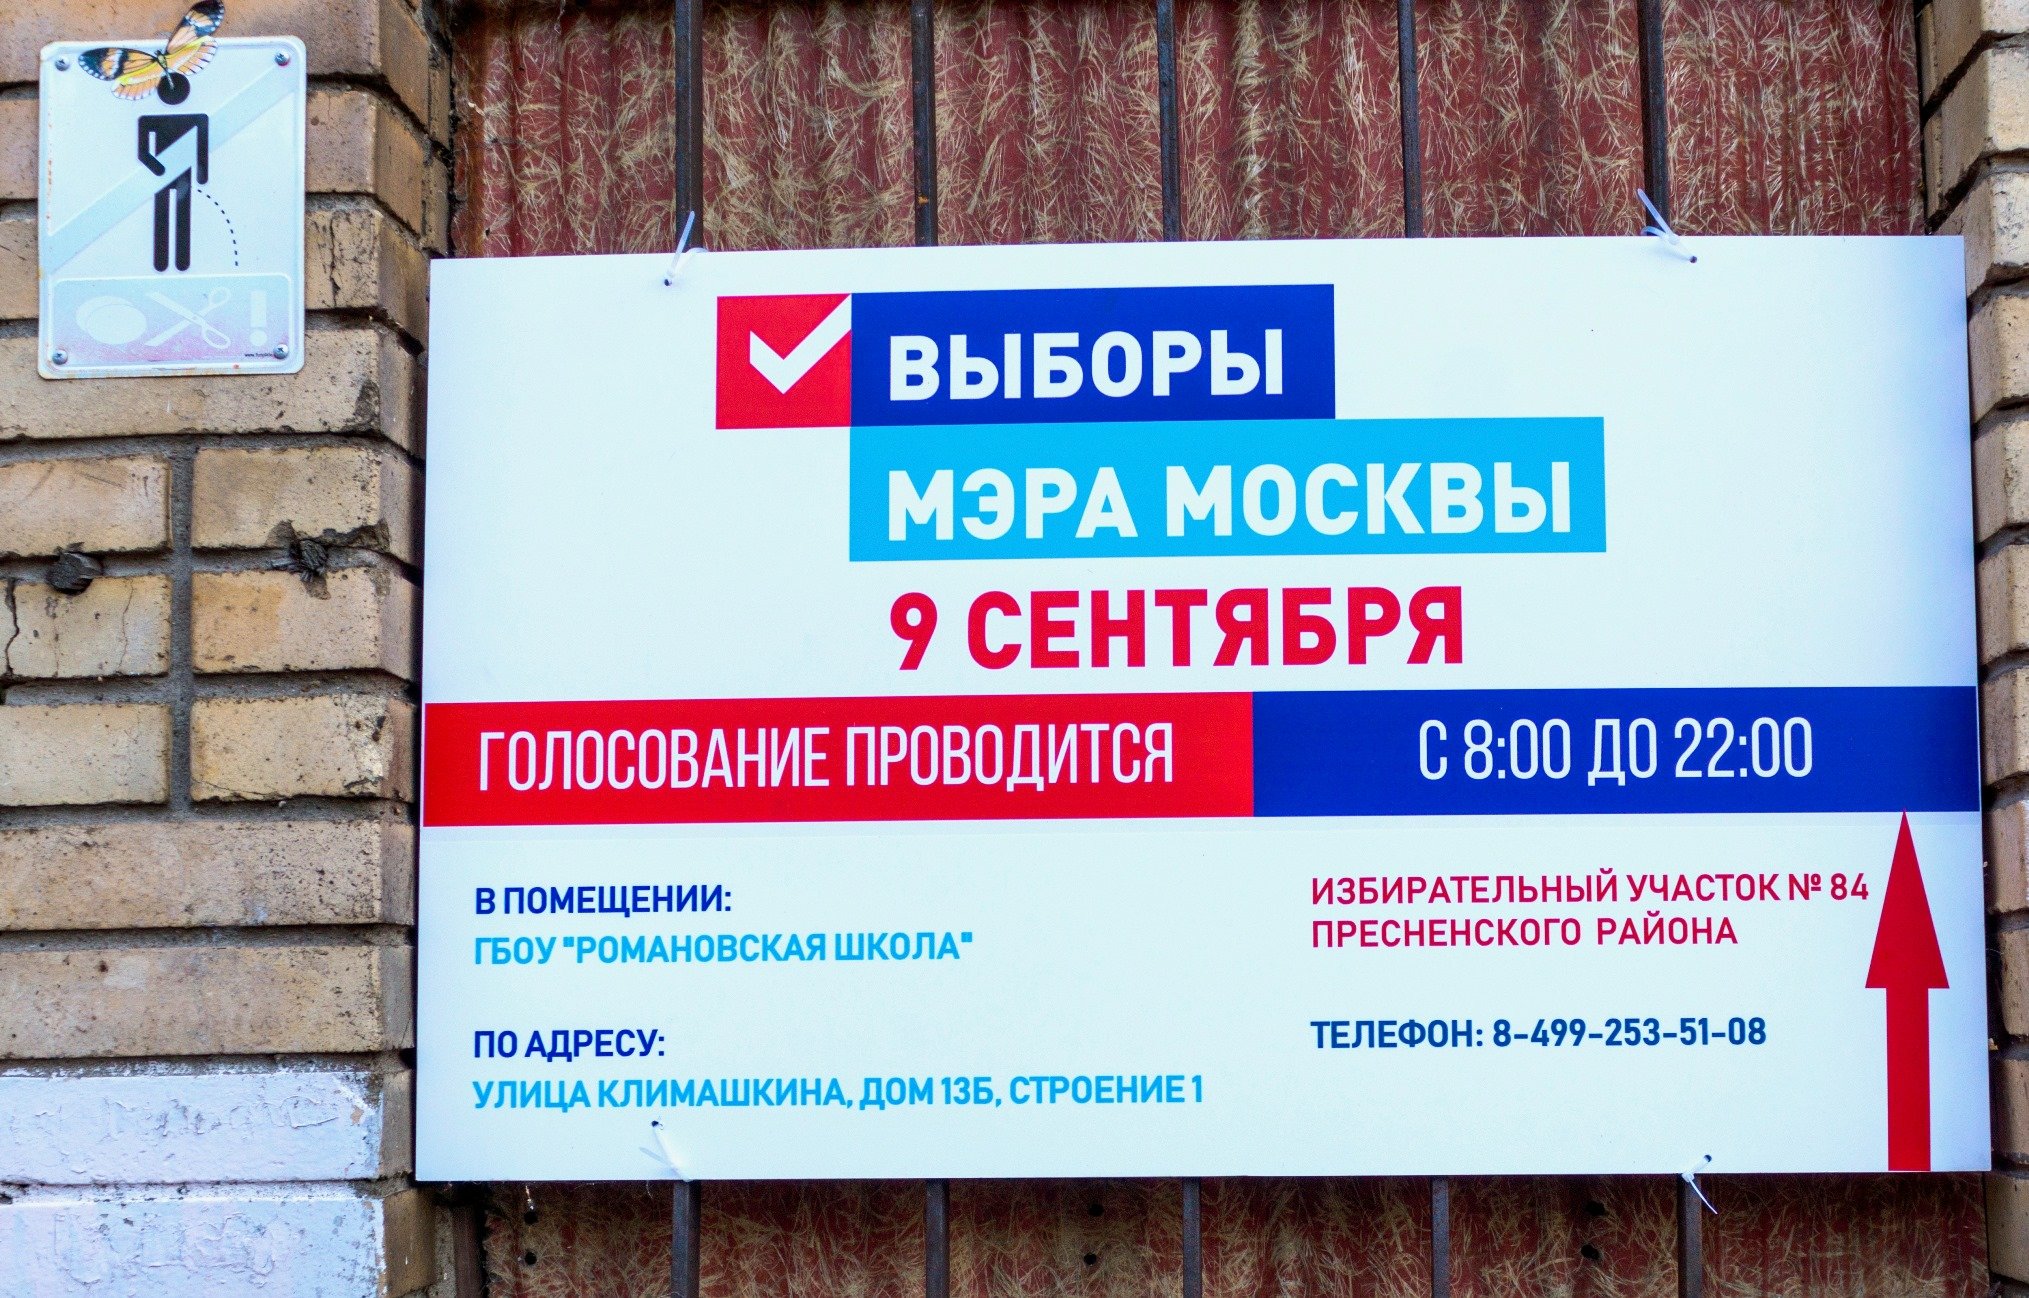 ВЫБОРЫ
МЭРА МОСКВЫ
9 СЕНТЯБРЯ
ГОЛОСОВАНИЕ ПРОВОДИТСЯ
С 8:00 ДО 22:00
В ПОМЕЩЕНИИ:
ГБОУ "РОМАНОВСКАЯ ШКОЛА"
ПО АДРЕСУ:
УЛИЦА КЛИМАШКИНА, ДОМ 13Б, СТРОЕНИЕ 1
ИЗБИРАТЕЛЬНЫЙ УЧАСТОК № 84
ПРЕСНЕНСКОГО РАЙОНА
ТЕЛЕФОН: 8-499-253-51-08